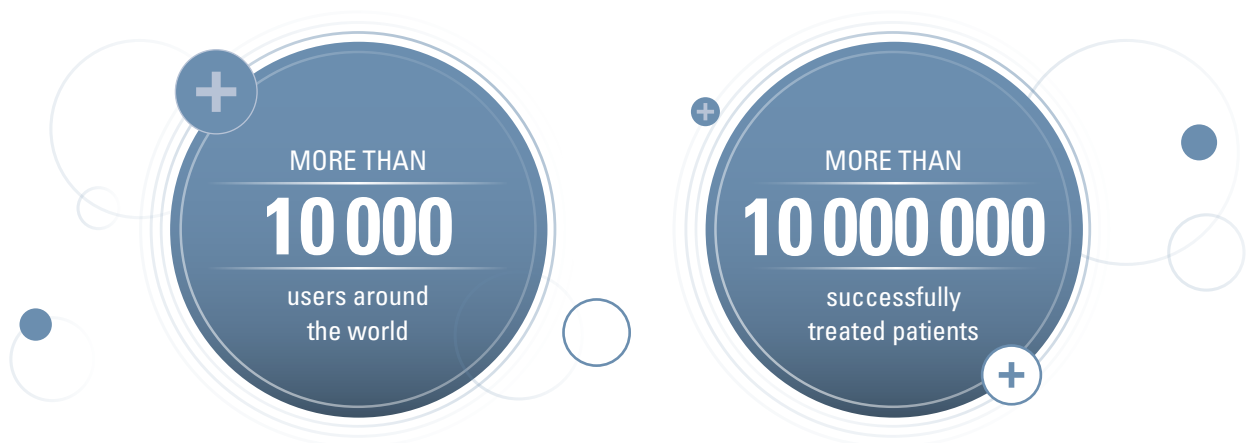 MORE THAN
10 000
users around
the world
MORE THAN
10 000 000
successfully
treated patients